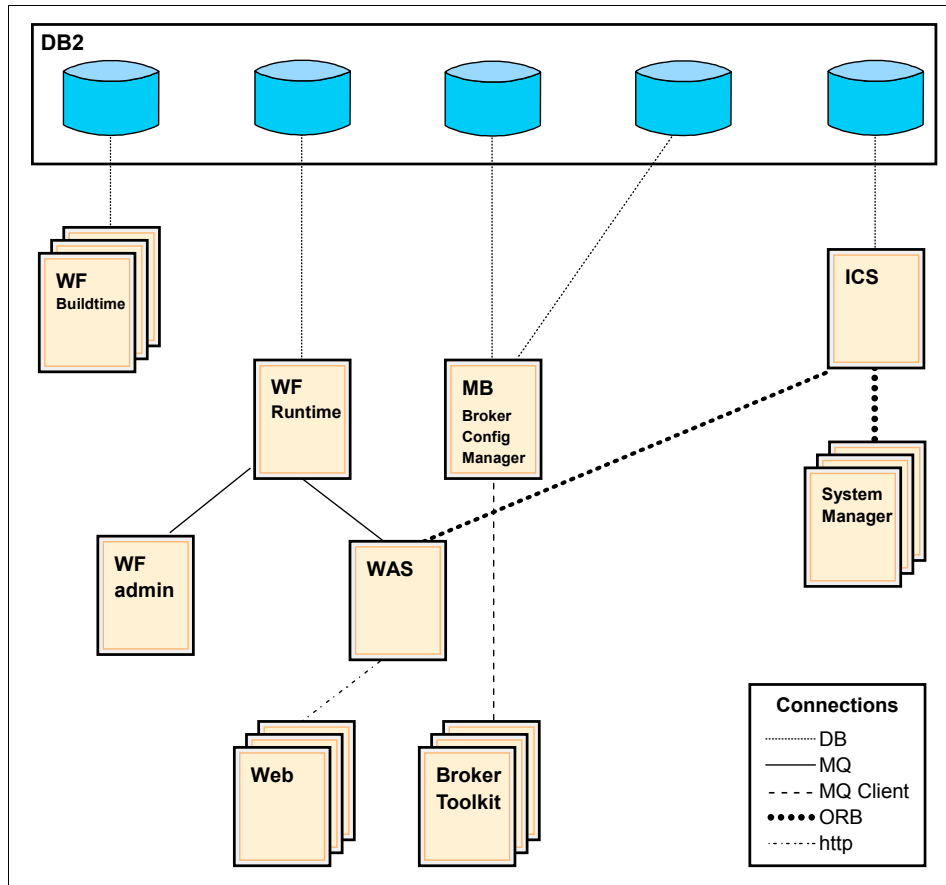 DB2
WF
Buildtime
ICS
WF
Runtime
MB
Broker
Config
Manager
System
Manager
WF
admin
WAS
Web
Broker
Toolkit
Connections
DB
MQ
MQ Client
ORB
http